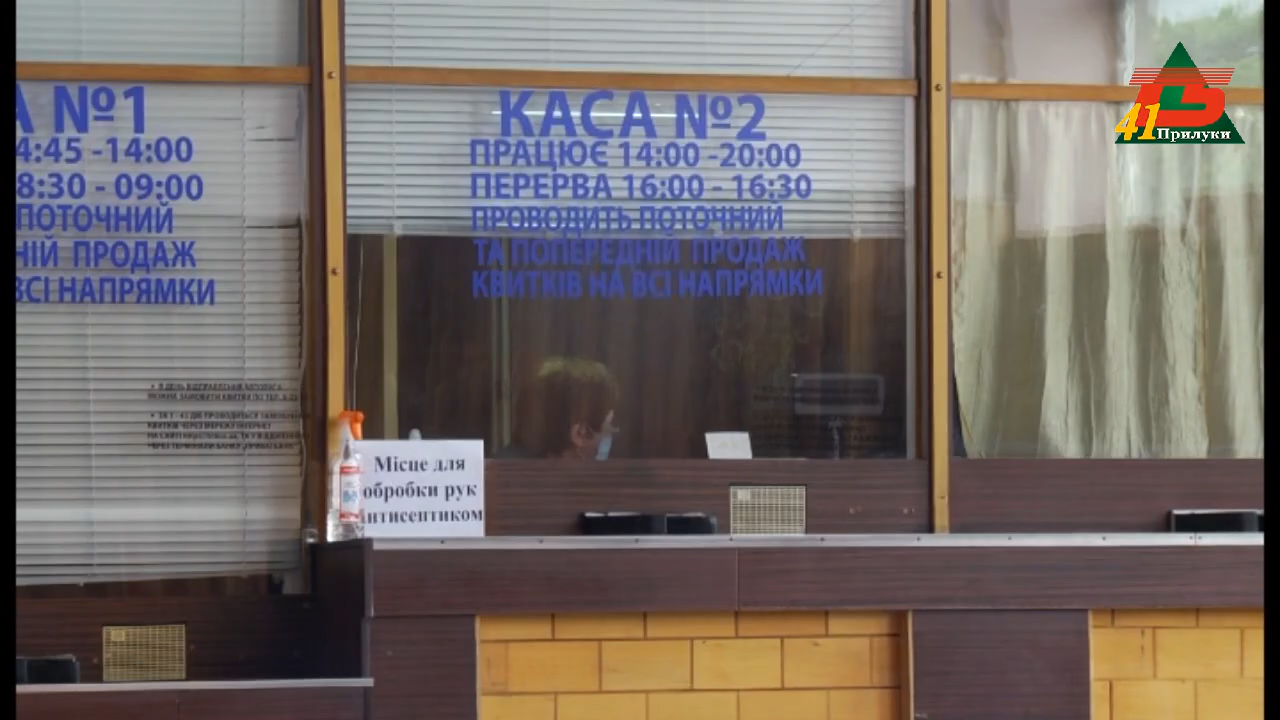 А №1
4:45 -14:00
8:30 - 09:00
ПОТОЧНИЙ
НІЙ ПРОДАЖ
ВСІ НАПРЯМКИ
КАСА №2
ПРАЦЮЄ 14:00 -20:00
ПЕРЕРВА 16:00 - 16:30
ПРОВОДИТЬ ПОТОЧНИЙ
ТА ПОПЕРЕДНІЙ ПРОДАЖ
КВИТКІВ НА ВСІ НАПРЯМКИ
41 Прилуки
Місце для
обробки рук
антисептиком